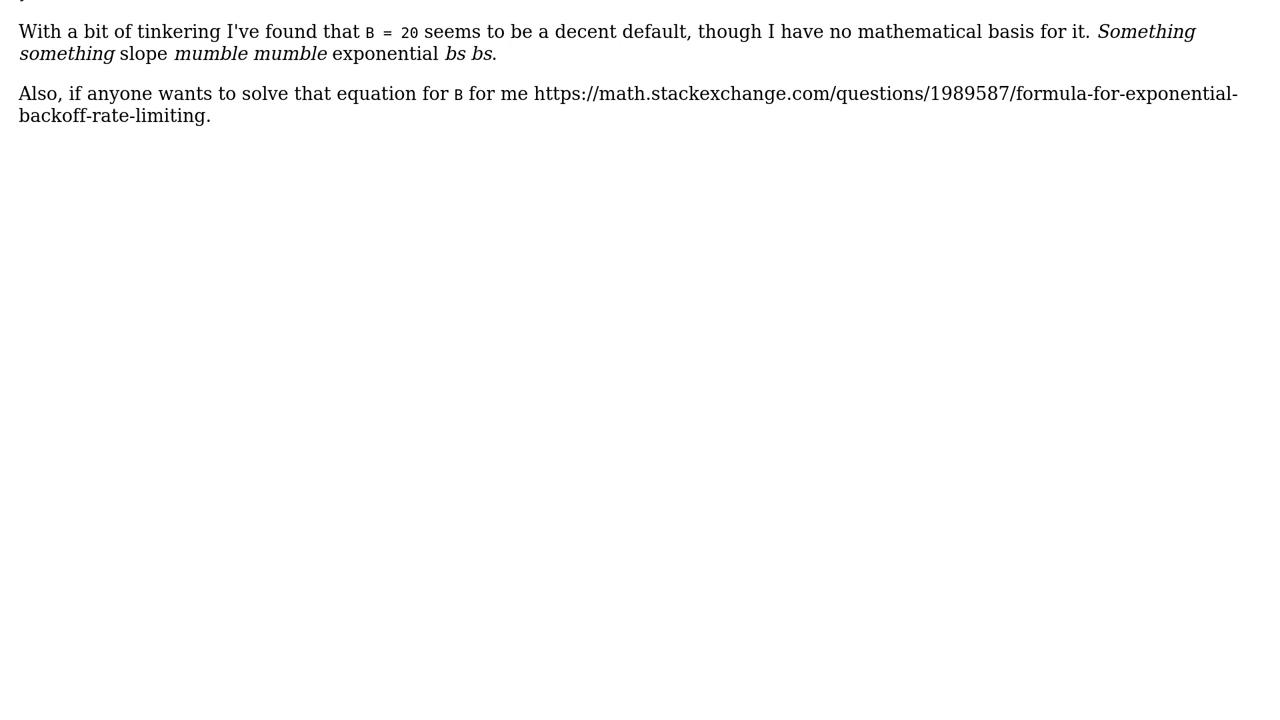 With a bit of tinkering I've found that B = 20 seems to be a decent default, though I have no mathematical basis for it. Something
something slope mumble mumble exponential bs bs.
Also, if anyone wants to solve that equation for B for me https://math.stackexchange.com/questions/1989587/formula-for-exponential-
backoff-rate-limiting.